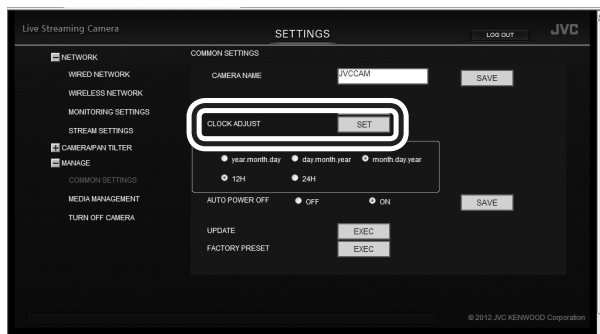 Live Streaming Camera
SETTINGS
LOG OUT
JVC
NETWORK
WIRED NETWORK
WIRELESS NETWORK
MONITORING SETTINGS
STREAM SETTINGS
CAMERA/PAN TILTER
MANAGE
COMMON SETTINGS
MEDIA MANAGEMENT
TURN OFF CAMERA
COMMON SETTINGS
CAMERA NAME JVCCAM SAVE
CLOCK ADJUST SET
year.month.day day.month.year month.day.year
12H 24H
AUTO POWER OFF OFF ON SAVE
UPDATE EXEC
FACTORY PRESET EXEC
© 2012 JVC KENWOOD Corporation